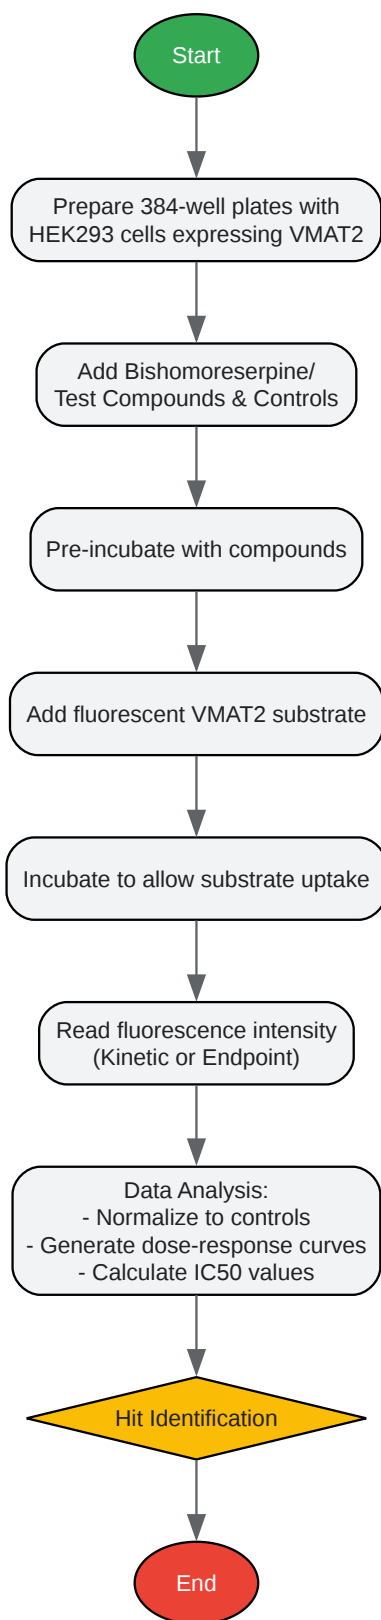 Start
Prepare 384-well plates with
HEK293 cells expressing VMAT2
Add Bishomoreserpine/
Test Compounds & Controls
Pre-incubate with compounds
Add fluorescent VMAT2 substrate
Incubate to allow substrate uptake
Read fluorescence intensity
(Kinetic or Endpoint)
Data Analysis:
- Normalize to controls
- Generate dose-response curves
- Calculate IC50 values
Hit Identification
End